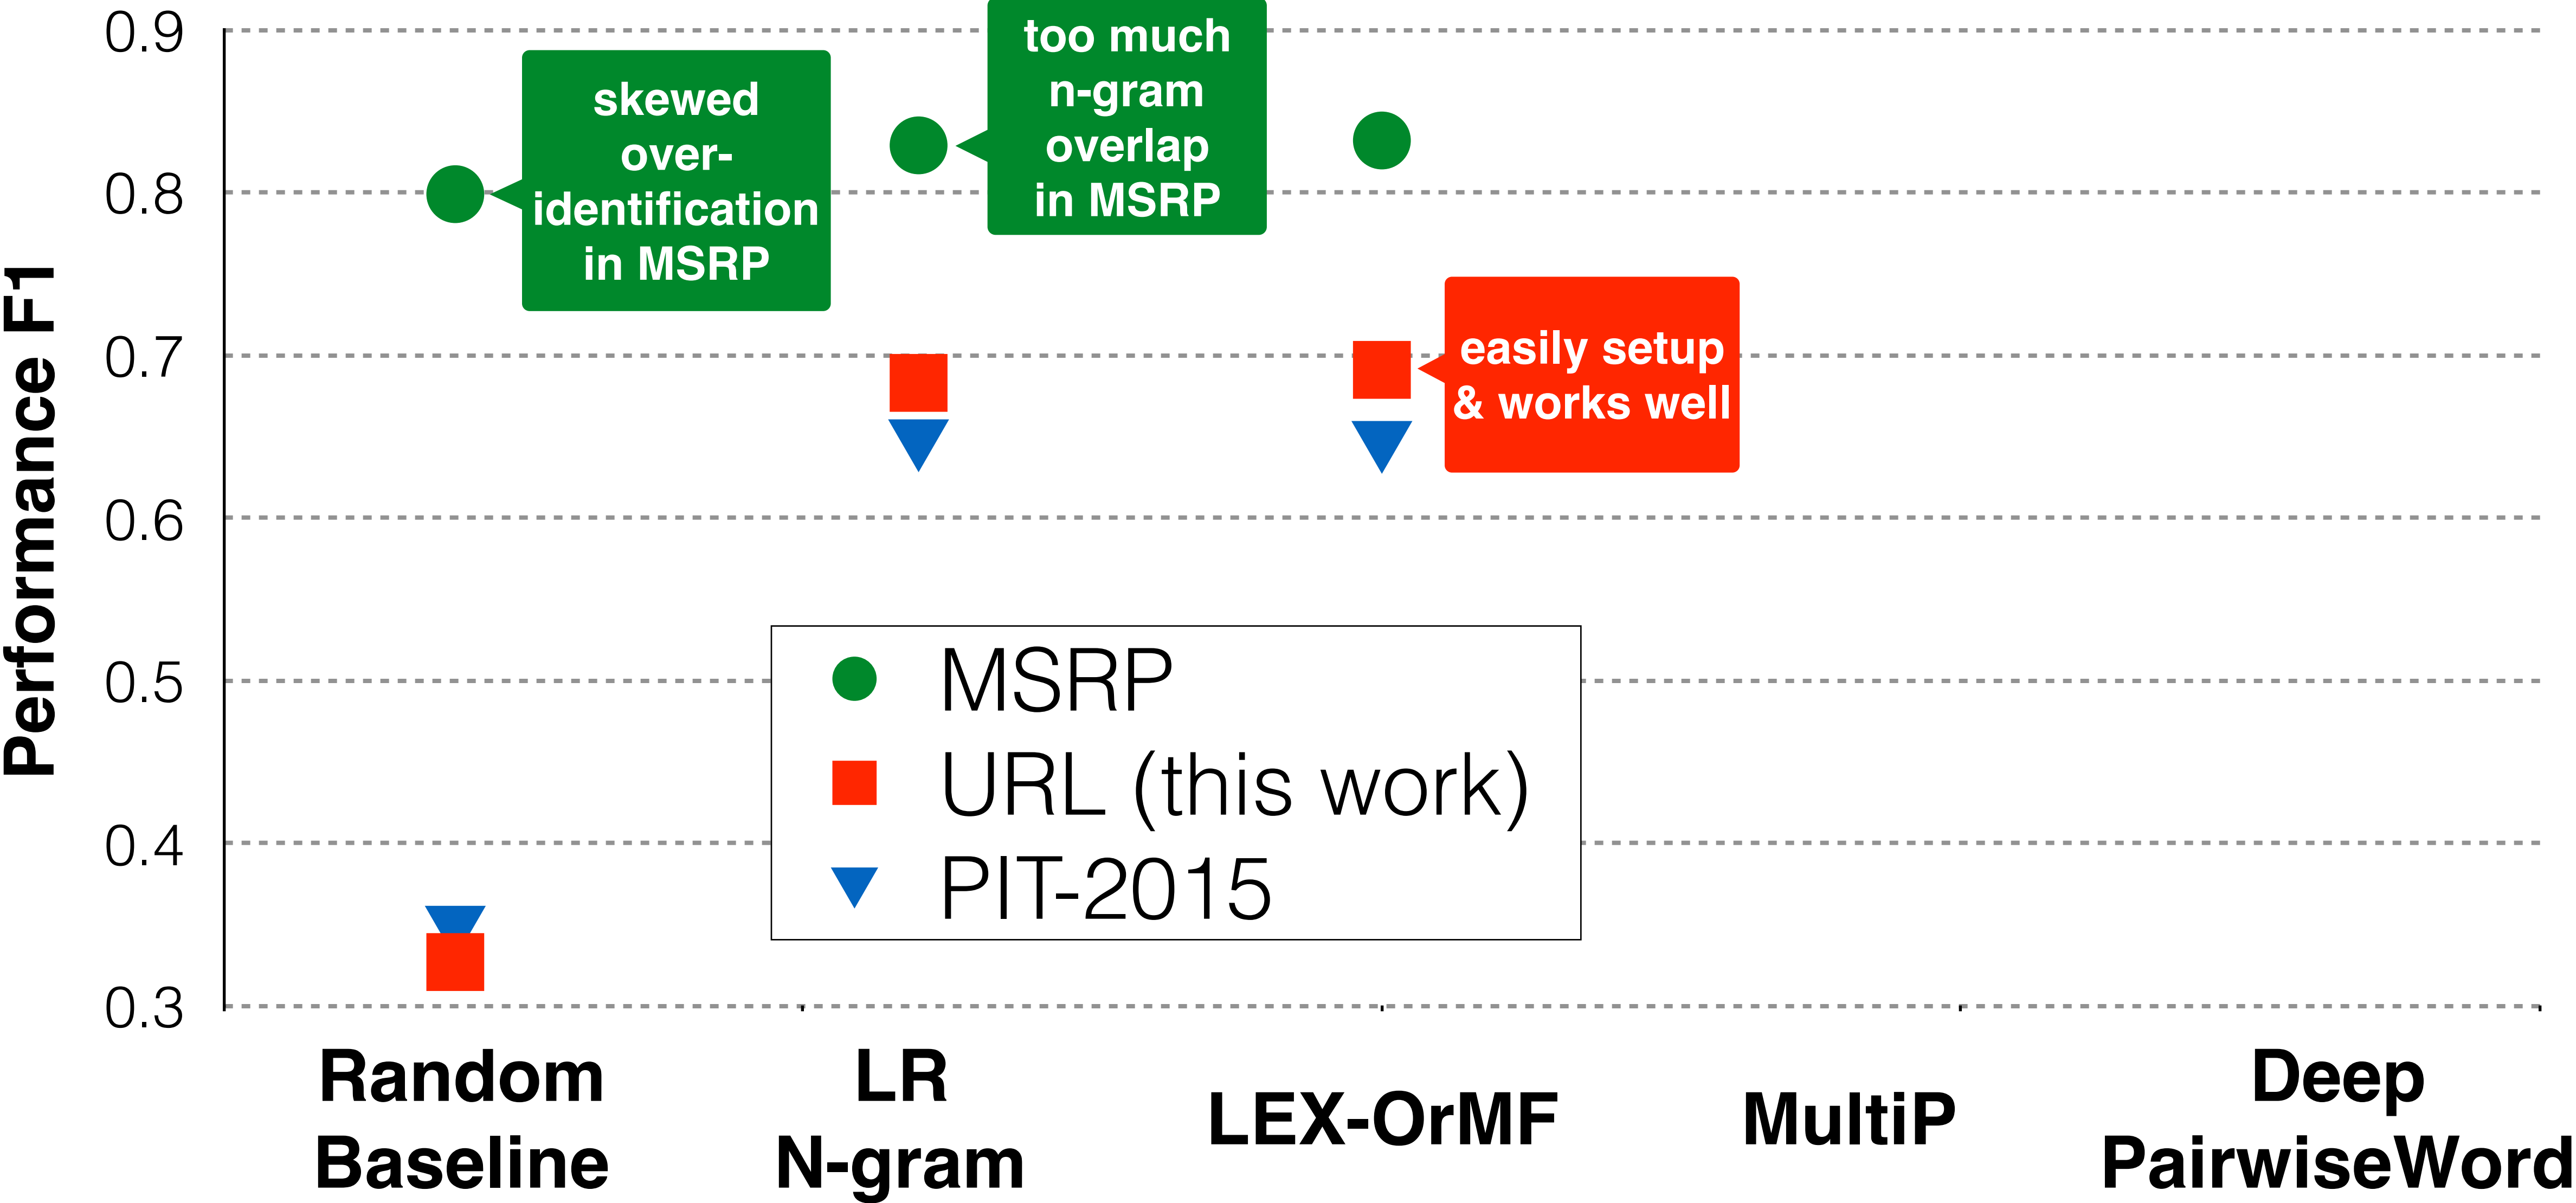 Performance F1
0.9
0.8
0.7
0.6
0.5
0.4
0.3
skewed
over-
identification
in MSRP
too much
n-gram
overlap
in MSRP
easily setup
& works well
MSRP
URL (this work)
PIT-2015
Random
Baseline
LR
N-gram
LEX-OrMF
MultiP
Deep
PairwiseWord